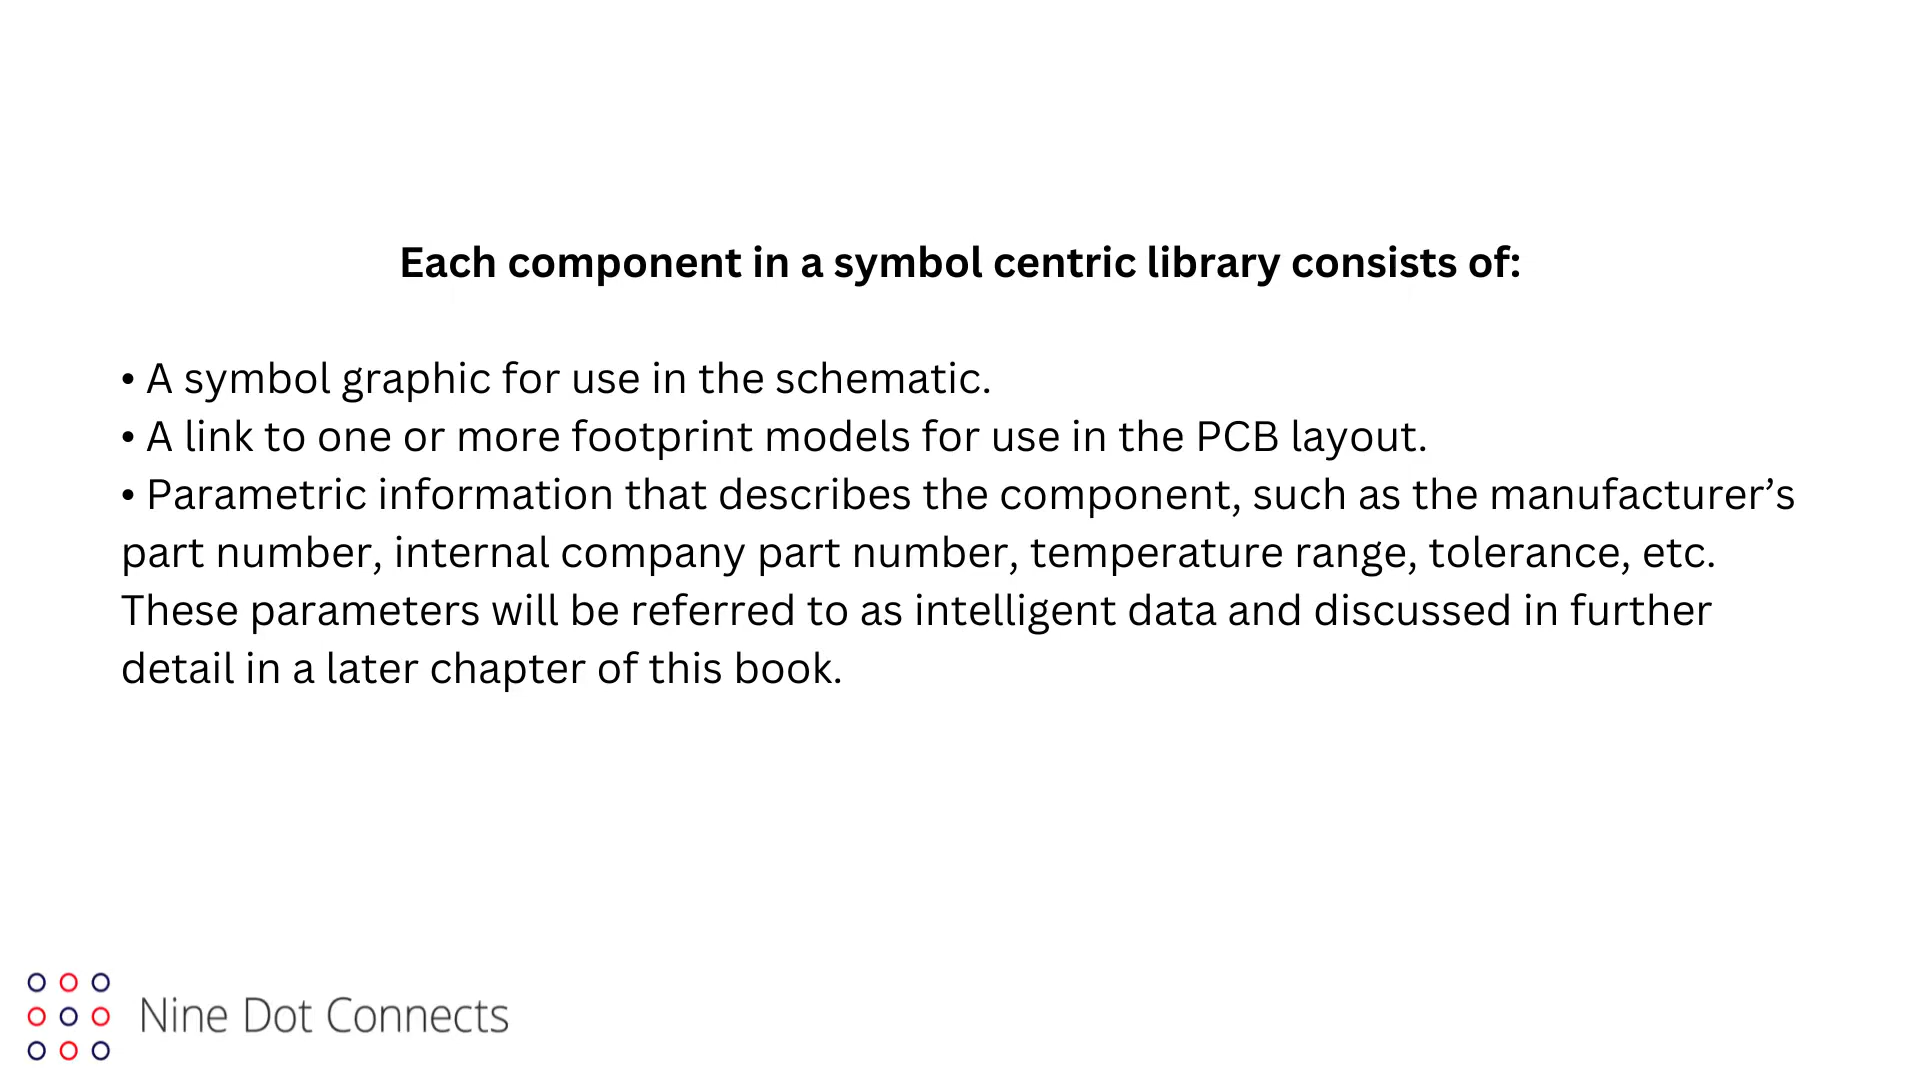 Each component in a symbol centric library consists of:
• A symbol graphic for use in the schematic.
• A link to one or more footprint models for use in the PCB layout.
• Parametric information that describes the component, such as the manufacturer’s
part number, internal company part number, temperature range, tolerance, etc.
These parameters will be referred to as intelligent data and discussed in further
detail in a later chapter of this book.
Nine Dot Connects